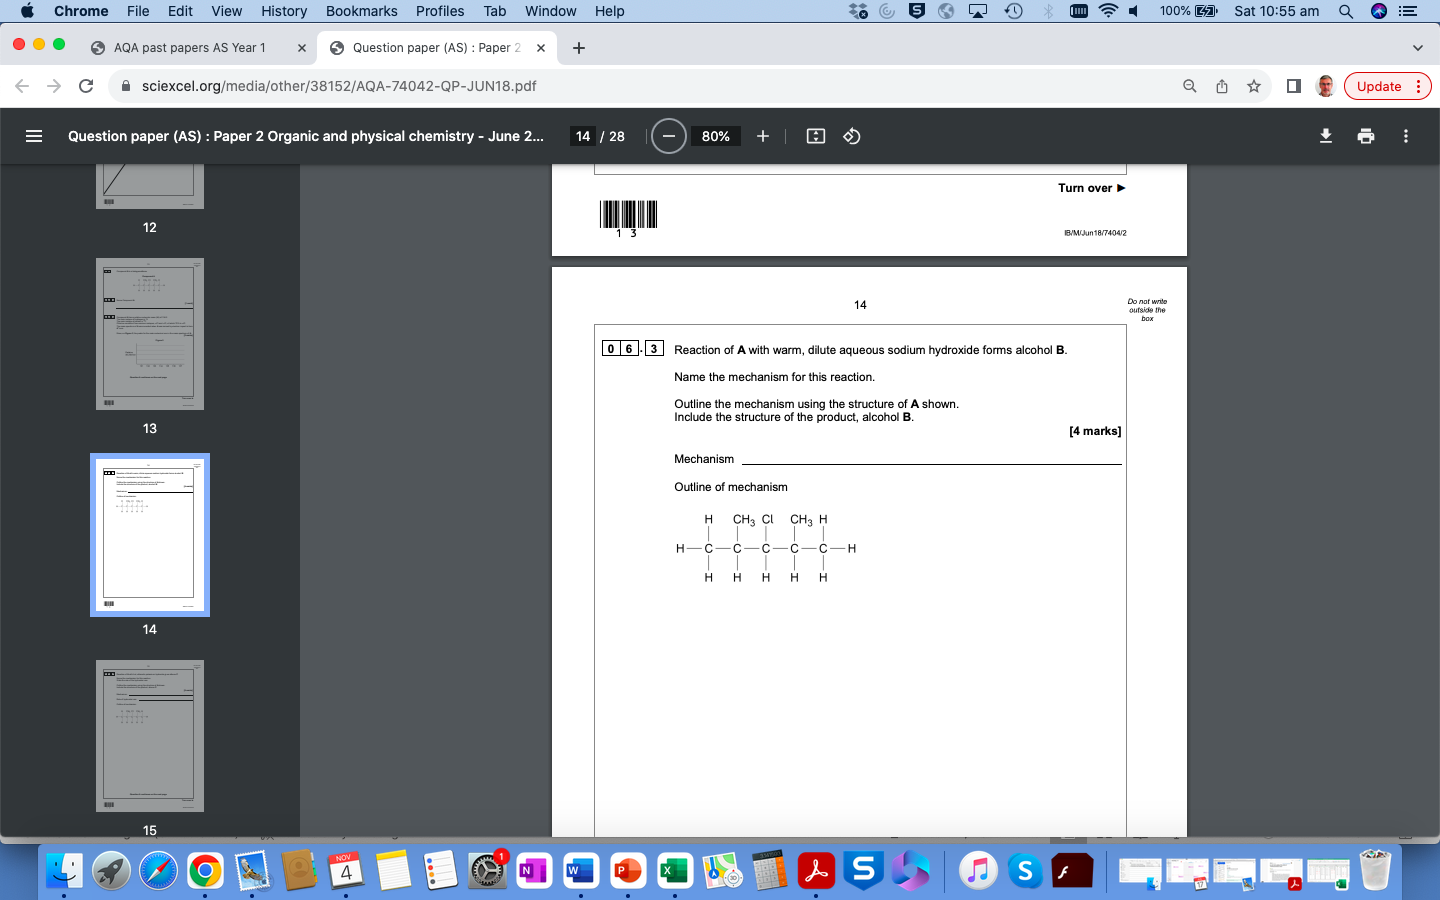 Chrome File Edit View History Bookmarks Profiles Tab Window Help 100% Sat 10:55 am
AQA past papers AS Year 1
Question paper (AS) : Paper 2
sciexcel.org/media/other/38152/AQA-74042-QP-JUN18.pdf
Update
Question paper (AS) : Paper 2 Organic and physical chemistry - June 2...
14 / 28
80%
12
13
14
15
Turn over
1 3
IB/M/Jun18/7404/2
14
Do not write
outside the
box
0 6 . 3 Reaction of A with warm, dilute aqueous sodium hydroxide forms alcohol B.
Name the mechanism for this reaction.
Outline the mechanism using the structure of A shown.
Include the structure of the product, alcohol B.
[4 marks]
Mechanism
Outline of mechanism
H CH3 Cl CH3 H
H C C C C C H
H H H H H
NOV
4
1